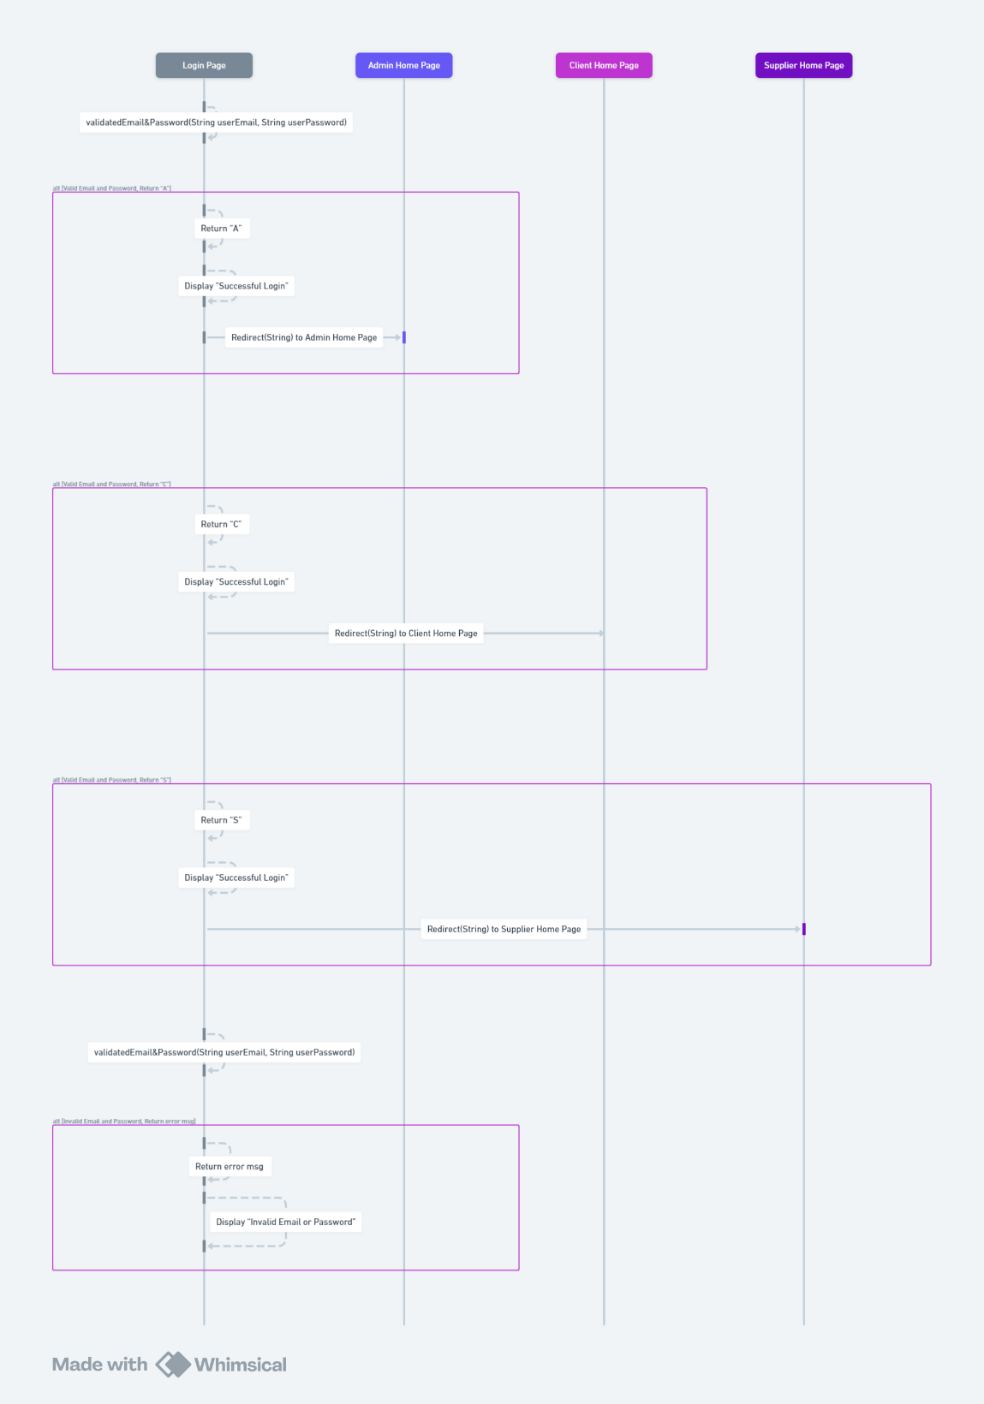 Login Page
Admin Home Page
Client Home Page
Supplier Home Page
validatedEmail&Password(String userEmail, String userPassword)
alt [Valid Email and Password, Return "A"]
Return "A"
Display "Successful Login"
Redirect(String) to Admin Home Page
alt [Valid Email and Password, Return "C"]
Return "C"
Display "Successful Login"
Redirect(String) to Client Home Page
alt [Valid Email and Password, Return "S"]
Return "S"
Display "Successful Login"
Redirect(String) to Supplier Home Page
validatedEmail&Password(String userEmail, String userPassword)
alt [Invalid Email and Password, Return error msg]
Return error msg
Display "Invalid Email or Password"
Made with Whimsical